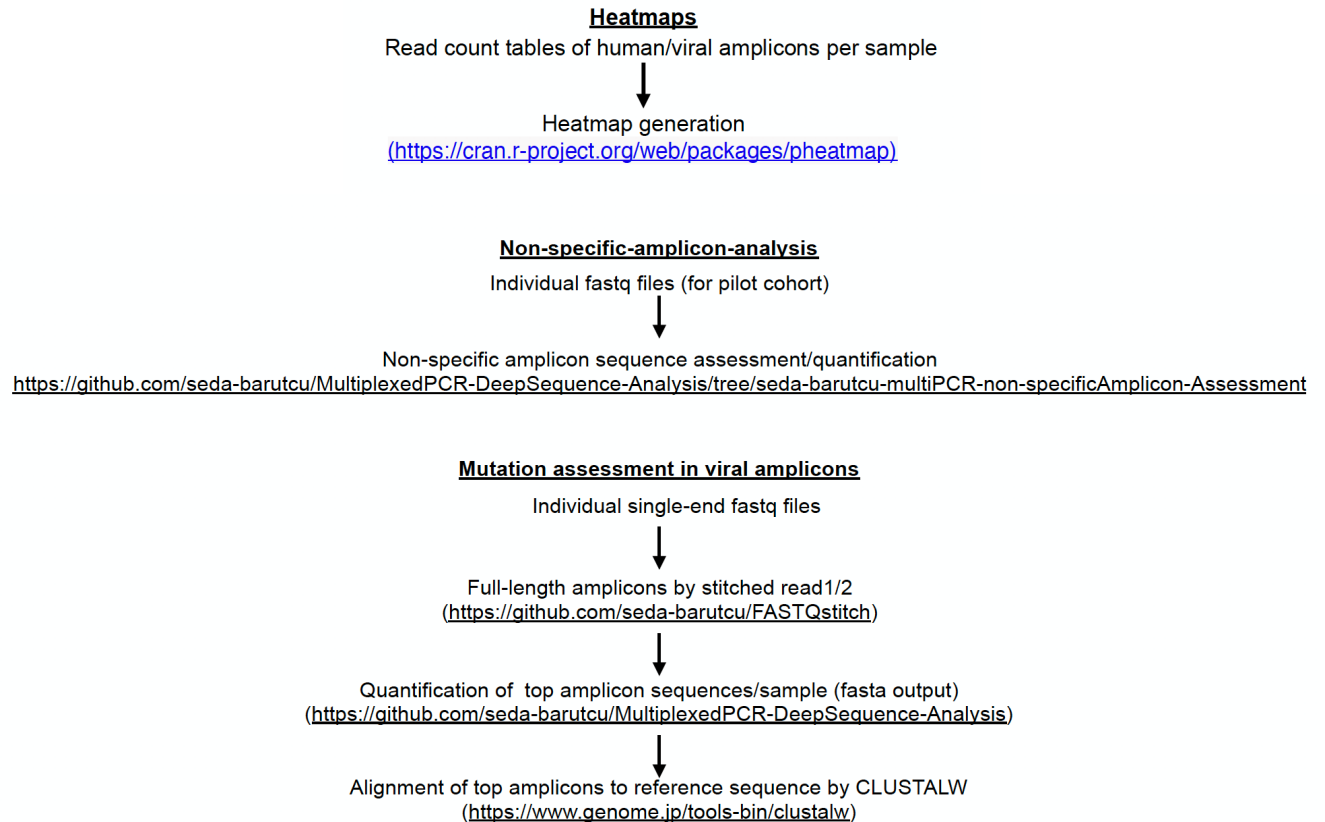 Heatmaps
Read count tables of human/viral amplicons per sample
Heatmap generation
(https://cran.r-project.org/web/packages/pheatmap)
Non-specific-amplicon-analysis
Individual fastq files (for pilot cohort)
Non-specific amplicon sequence assessment/quantification
https://github.com/seda-barutcu/MultiplexedPCR-DeepSequence-Analysis/tree/seda-barutcu-multiPCR-non-specificAmplicon-Assessment
Mutation assessment in viral amplicons
Individual single-end fastq files
Full-length amplicons by stitched read1/2
(https://github.com/seda-barutcu/FASTQstitch)
Quantification of  top amplicon sequences/sample (fasta output)
(https://github.com/seda-barutcu/MultiplexedPCR-DeepSequence-Analysis)
Alignment of top amplicons to reference sequence by CLUSTALW
(https://www.genome.jp/tools-bin/clustalw)